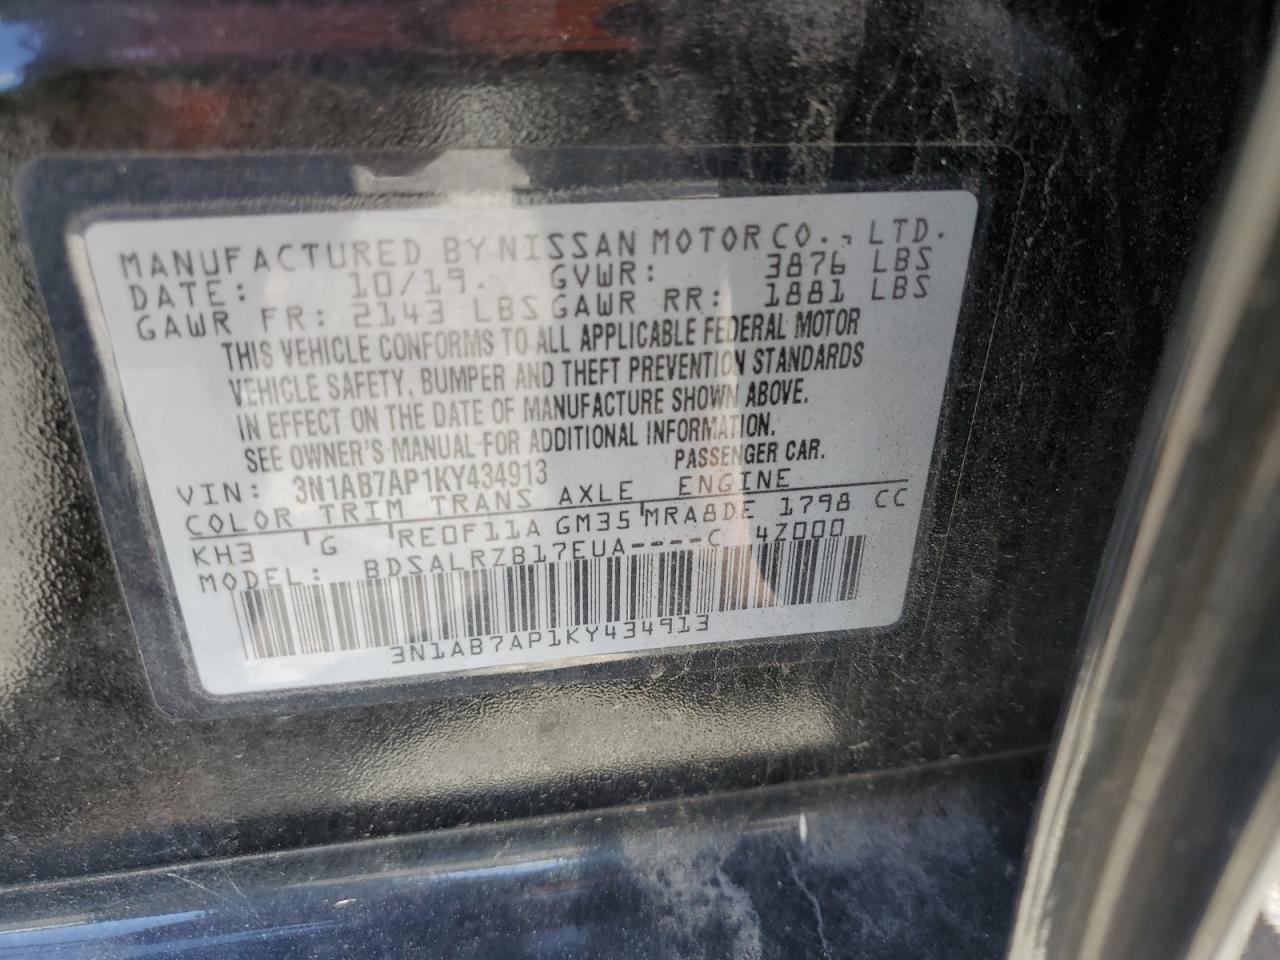 MANUFACTURED BY NISSAN MOTOR CO., LTD.
DATE: 10/19. GVWR: 3876 LBS
GAWR FR: 2143 LBS GAWR RR: 1881 LBS
THIS VEHICLE CONFORMS TO ALL APPLICABLE FEDERAL MOTOR
VEHICLE SAFETY, BUMPER AND THEFT PREVENTION STANDARDS
IN EFFECT ON THE DATE OF MANUFACTURE SHOWN ABOVE.
SEE OWNER'S MANUAL FOR ADDITIONAL INFORMATION.
VIN: 3N1AB7AP1KY434913 PASSENGER CAR.
COLOR TRIM TRANS AXLE ENGINE
KH3 G RE0F11A GM35 MRA8DE 1798 CC
MODEL: BDSALRZB17EUA----C 4Z000
3N1AB7AP1KY434913